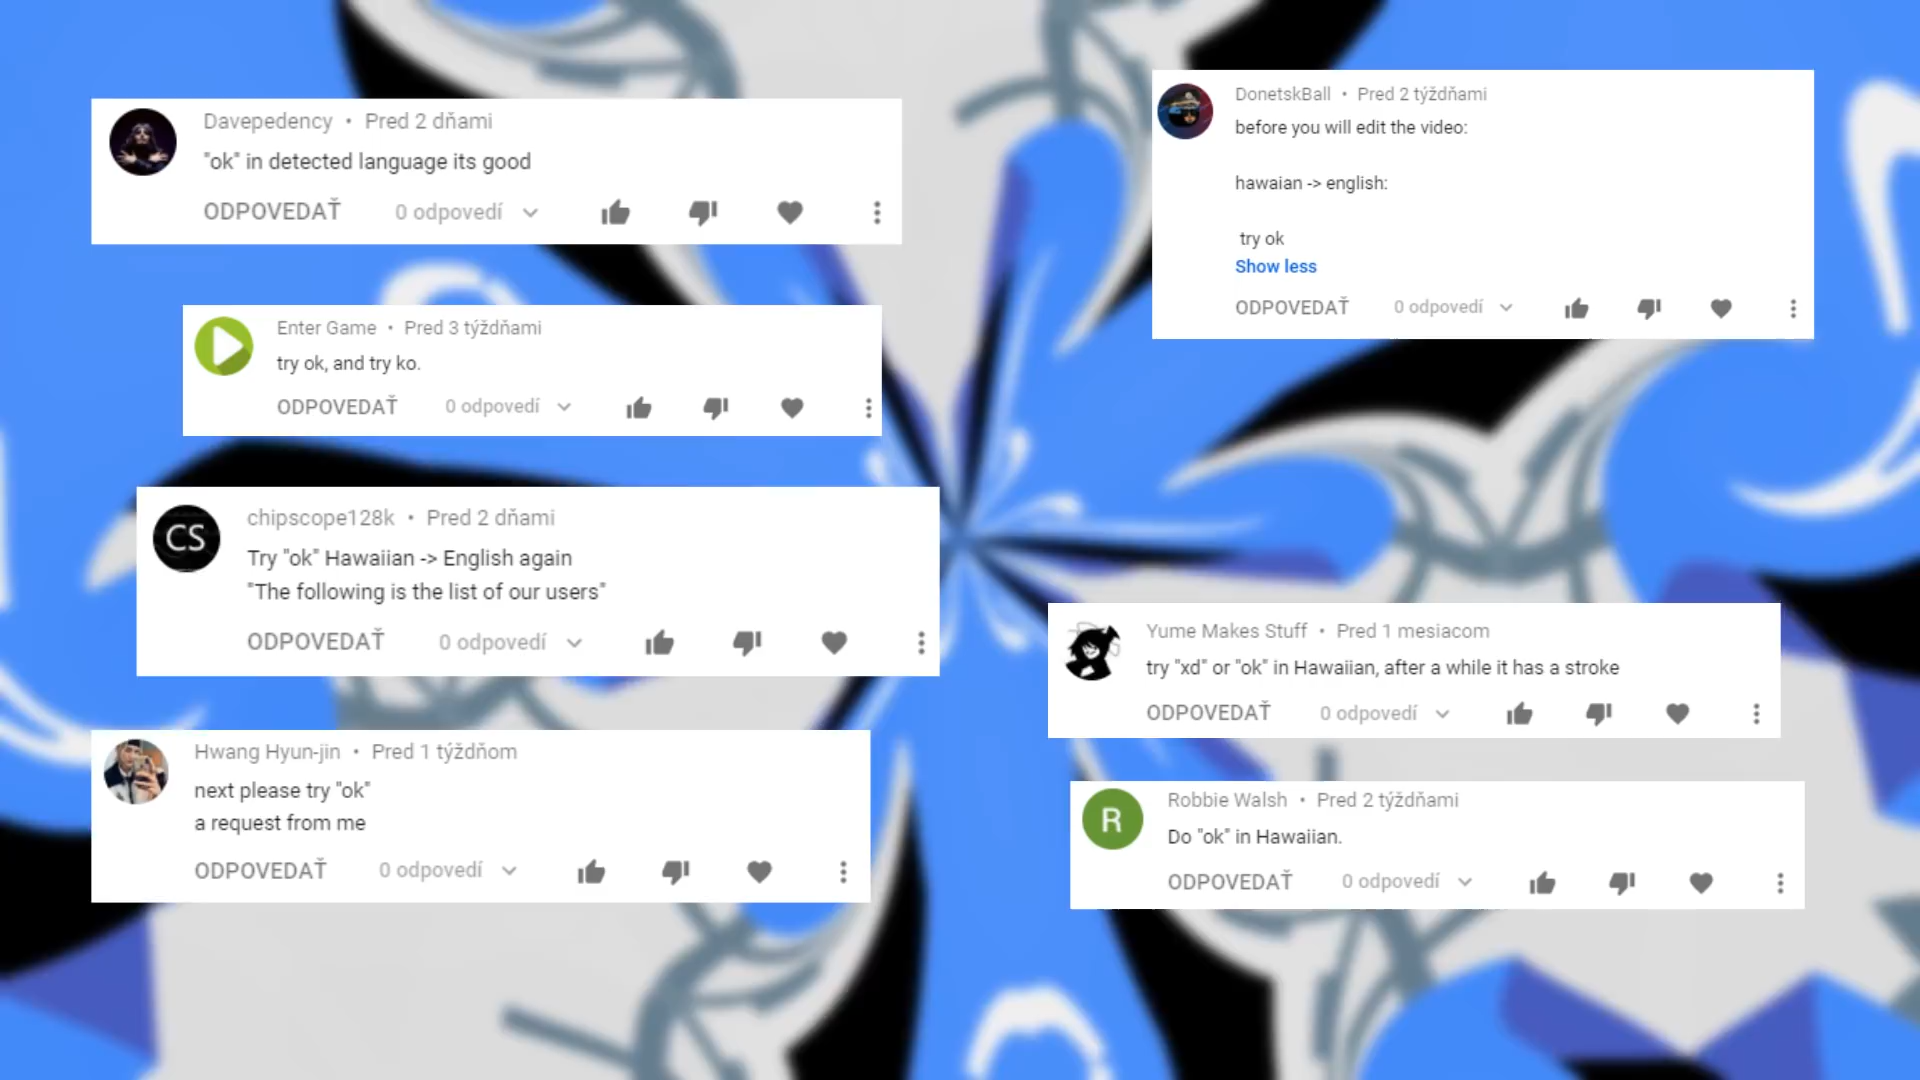 Davepedency • Pred 2 dňami
"ok" in detected language its good
ODPOVEDAŤ 0 odpovedí
Enter Game • Pred 3 týždňami
try ok, and try ko.
ODPOVEDAŤ 0 odpovedí
CS
chipscope128k • Pred 2 dňami
Try "ok" Hawaiian -> English again
"The following is the list of our users"
ODPOVEDAŤ 0 odpovedí
Hwang Hyun-jin • Pred 1 týždňom
next please try "ok"
a request from me
ODPOVEDAŤ 0 odpovedí
DonetskBall • Pred 2 týždňami
before you will edit the video:
hawaian -> english:
try ok
Show less
ODPOVEDAŤ 0 odpovedí
Yume Makes Stuff • Pred 1 mesiacom
try "xd" or "ok" in Hawaiian, after a while it has a stroke
ODPOVEDAŤ 0 odpovedí
R
Robbie Walsh • Pred 2 týždňami
Do "ok" in Hawaiian.
ODPOVEDAŤ 0 odpovedí